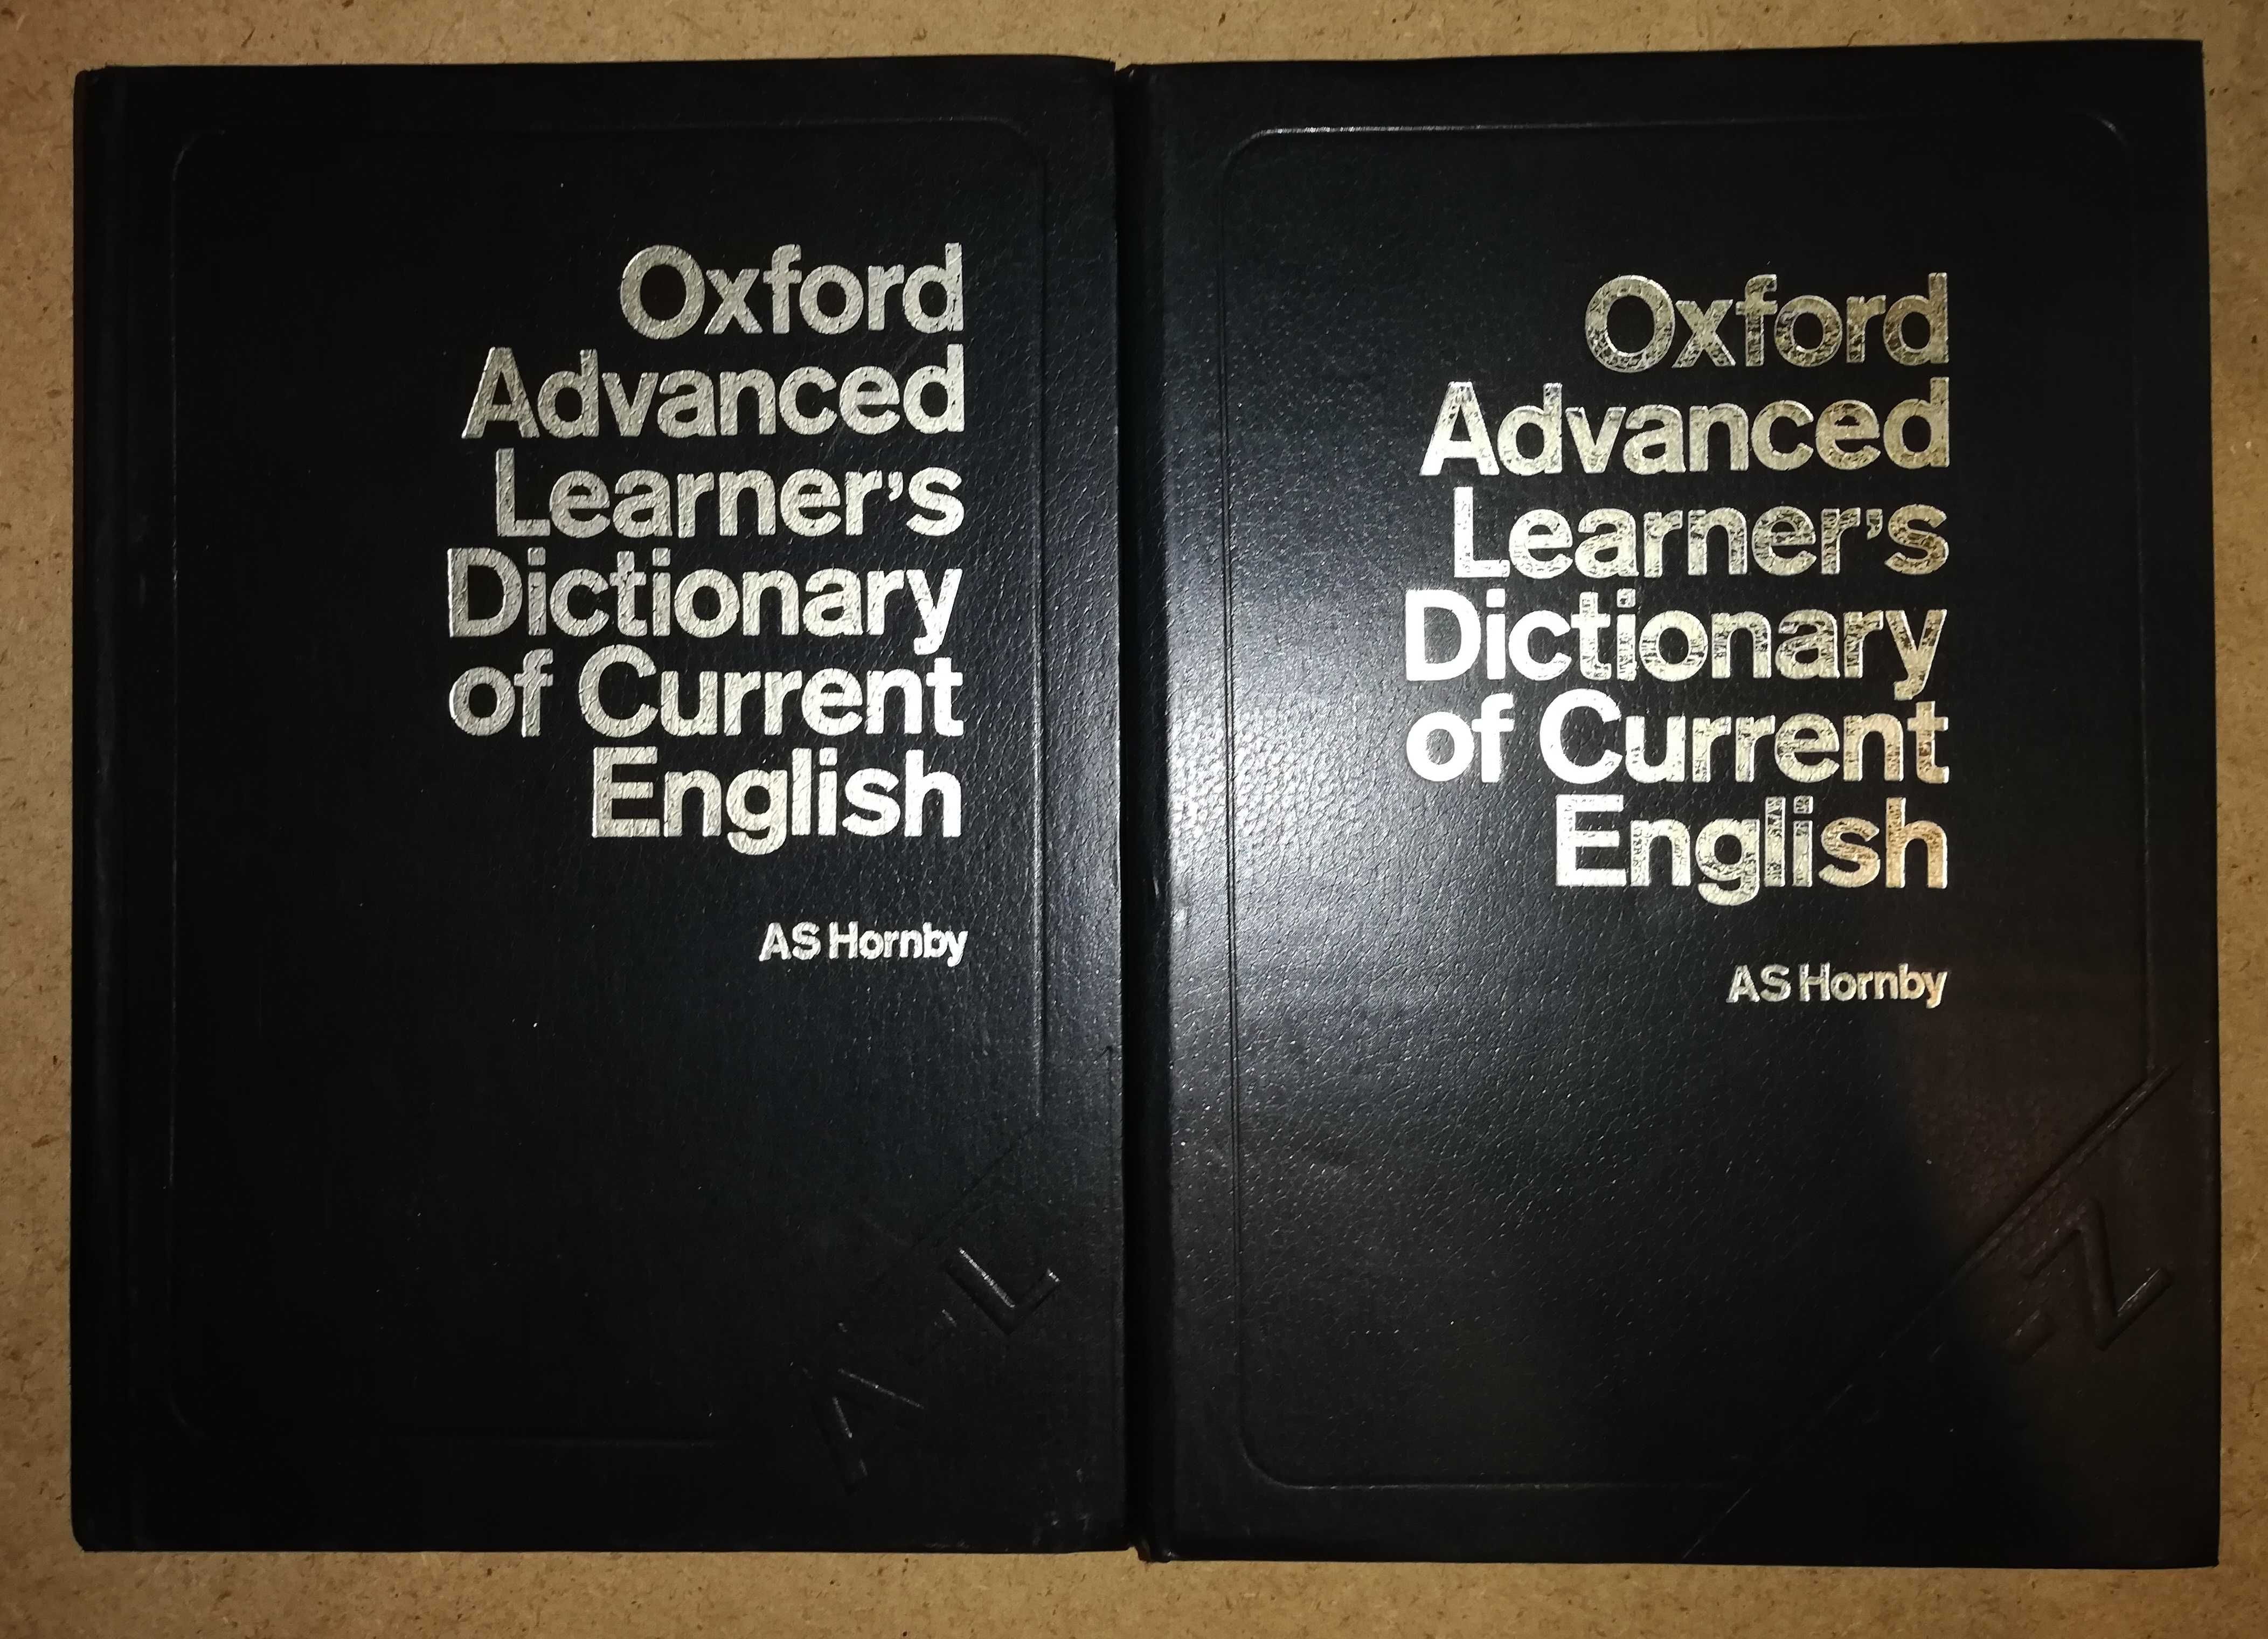 Oxford
Advanced
Learner's
Dictionary
of Current
English
AS Hornby
A-L
Oxford
Advanced
Learner's
Dictionary
of Current
English
AS Hornby